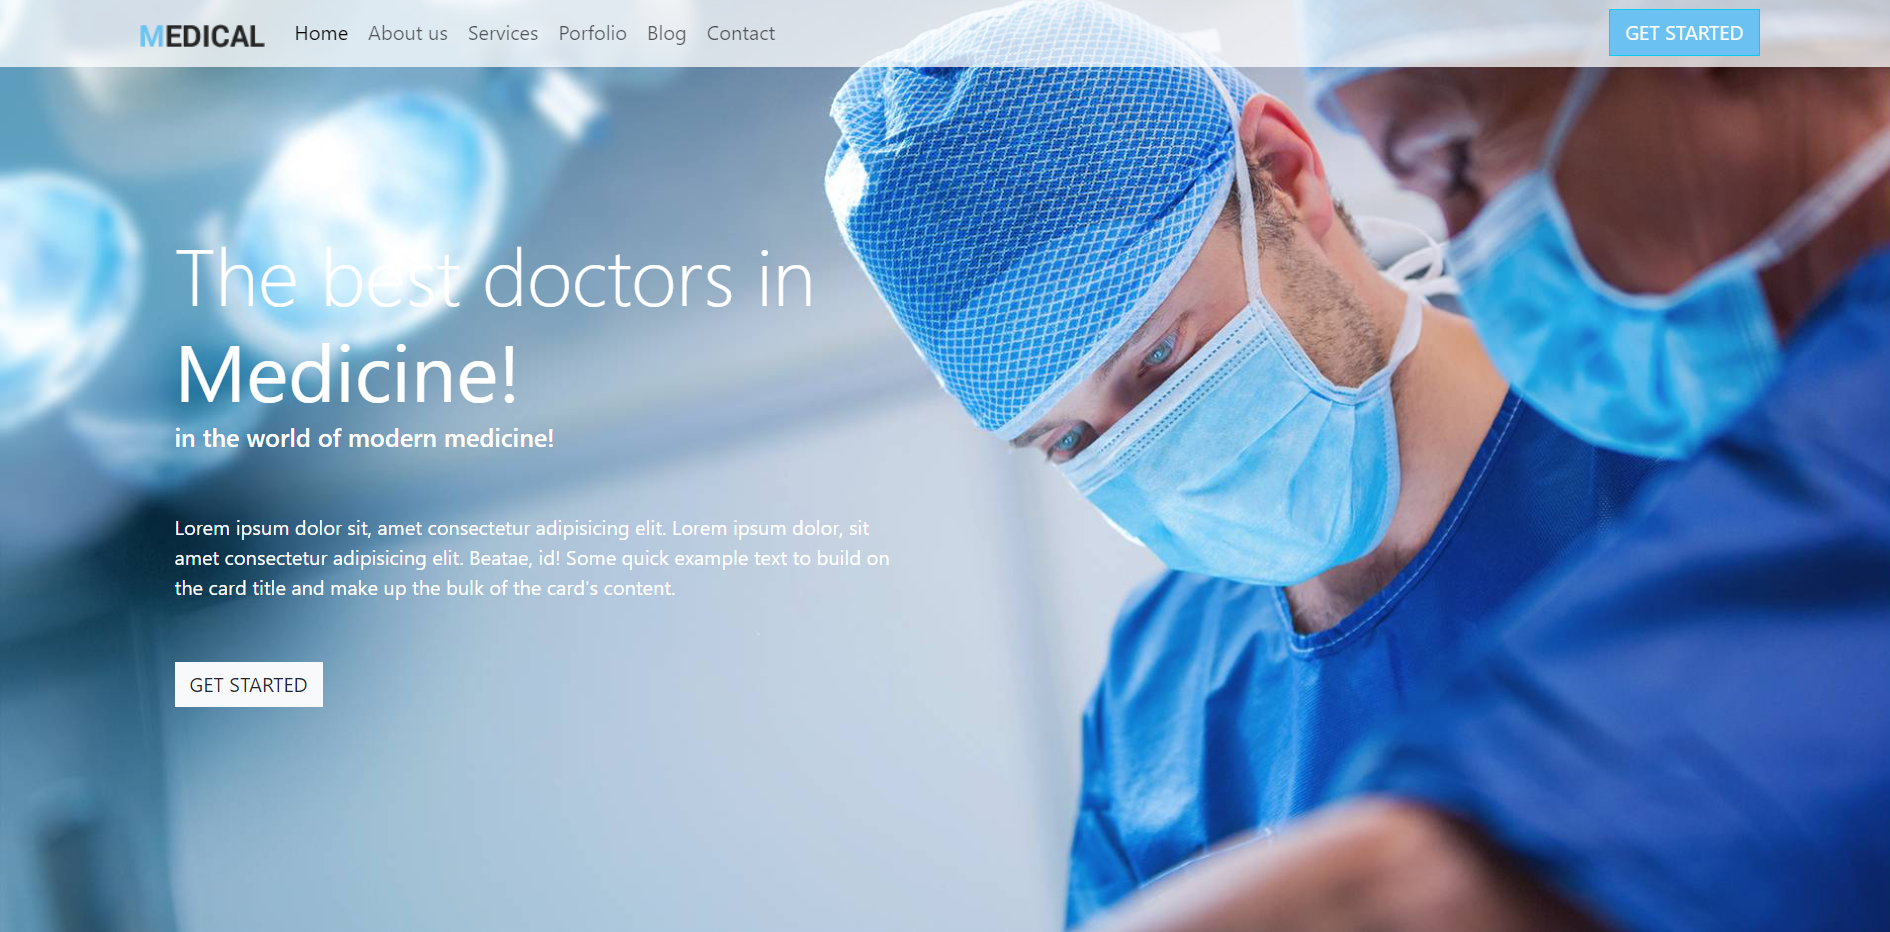 MEDICAL Home About us Services Porfolio Blog Contact GET STARTED
The best doctors in
Medicine!
in the world of modern medicine!
Lorem ipsum dolor sit, amet consectetur adipisicing elit. Lorem ipsum dolor, sit
amet consectetur adipisicing elit. Beatae, id! Some quick example text to build on
the card title and make up the bulk of the card's content.
GET STARTED